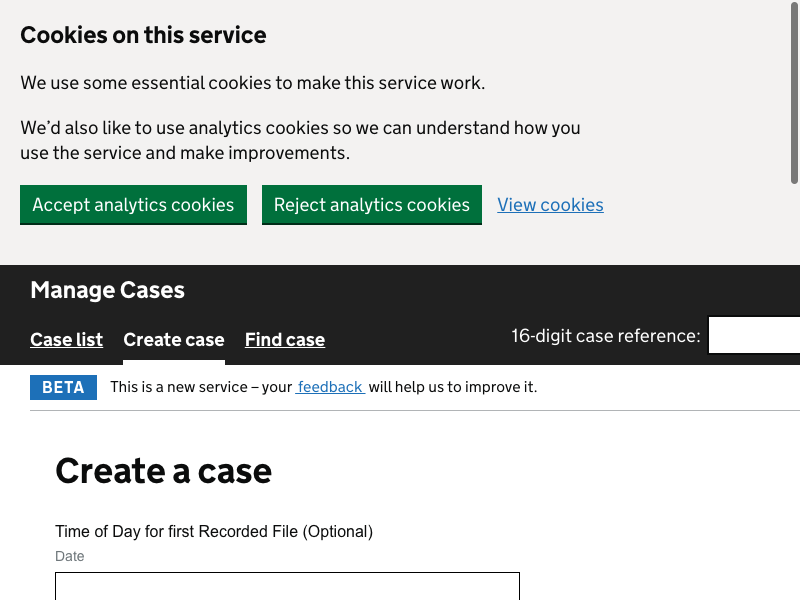 Cookies on this service
We use some essential cookies to make this service work.
We’d also like to use analytics cookies so we can understand how you
use the service and make improvements.
Accept analytics cookies Reject analytics cookies View cookies
Manage Cases
Case list Create case Find case 16-digit case reference:
BETA This is a new service – your feedback will help us to improve it.
Create a case
Time of Day for first Recorded File (Optional)
Date